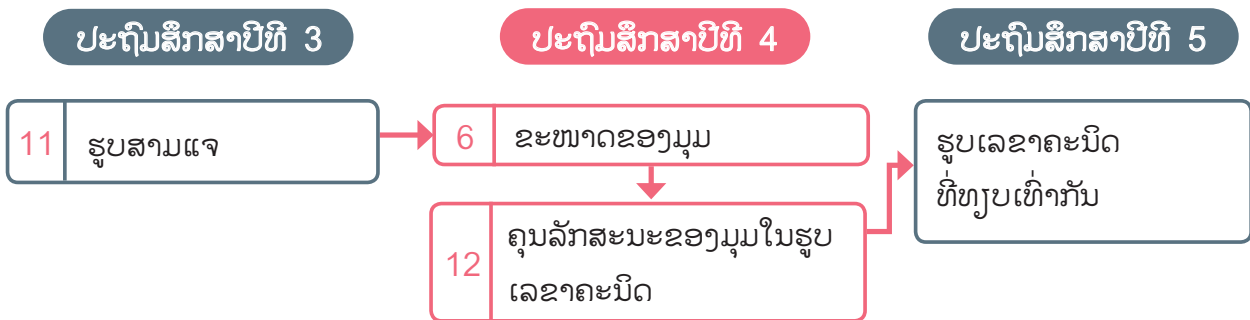 ປະຖົມສຶກສາປີທີ 3
ປະຖົມສຶກສາປີທີ 4
ປະຖົມສຶກສາປີທີ 5
11 ຮູບສາມແຈ
6 ຂະໜາດຂອງມຸມ
12 ຄຸນລັກສະນະຂອງມຸມໃນຮູບ
ເລຂາຄະນິດ
ຮູບເລຂາຄະນິດ
ທີ່ທຽບເທົ່າກັນ